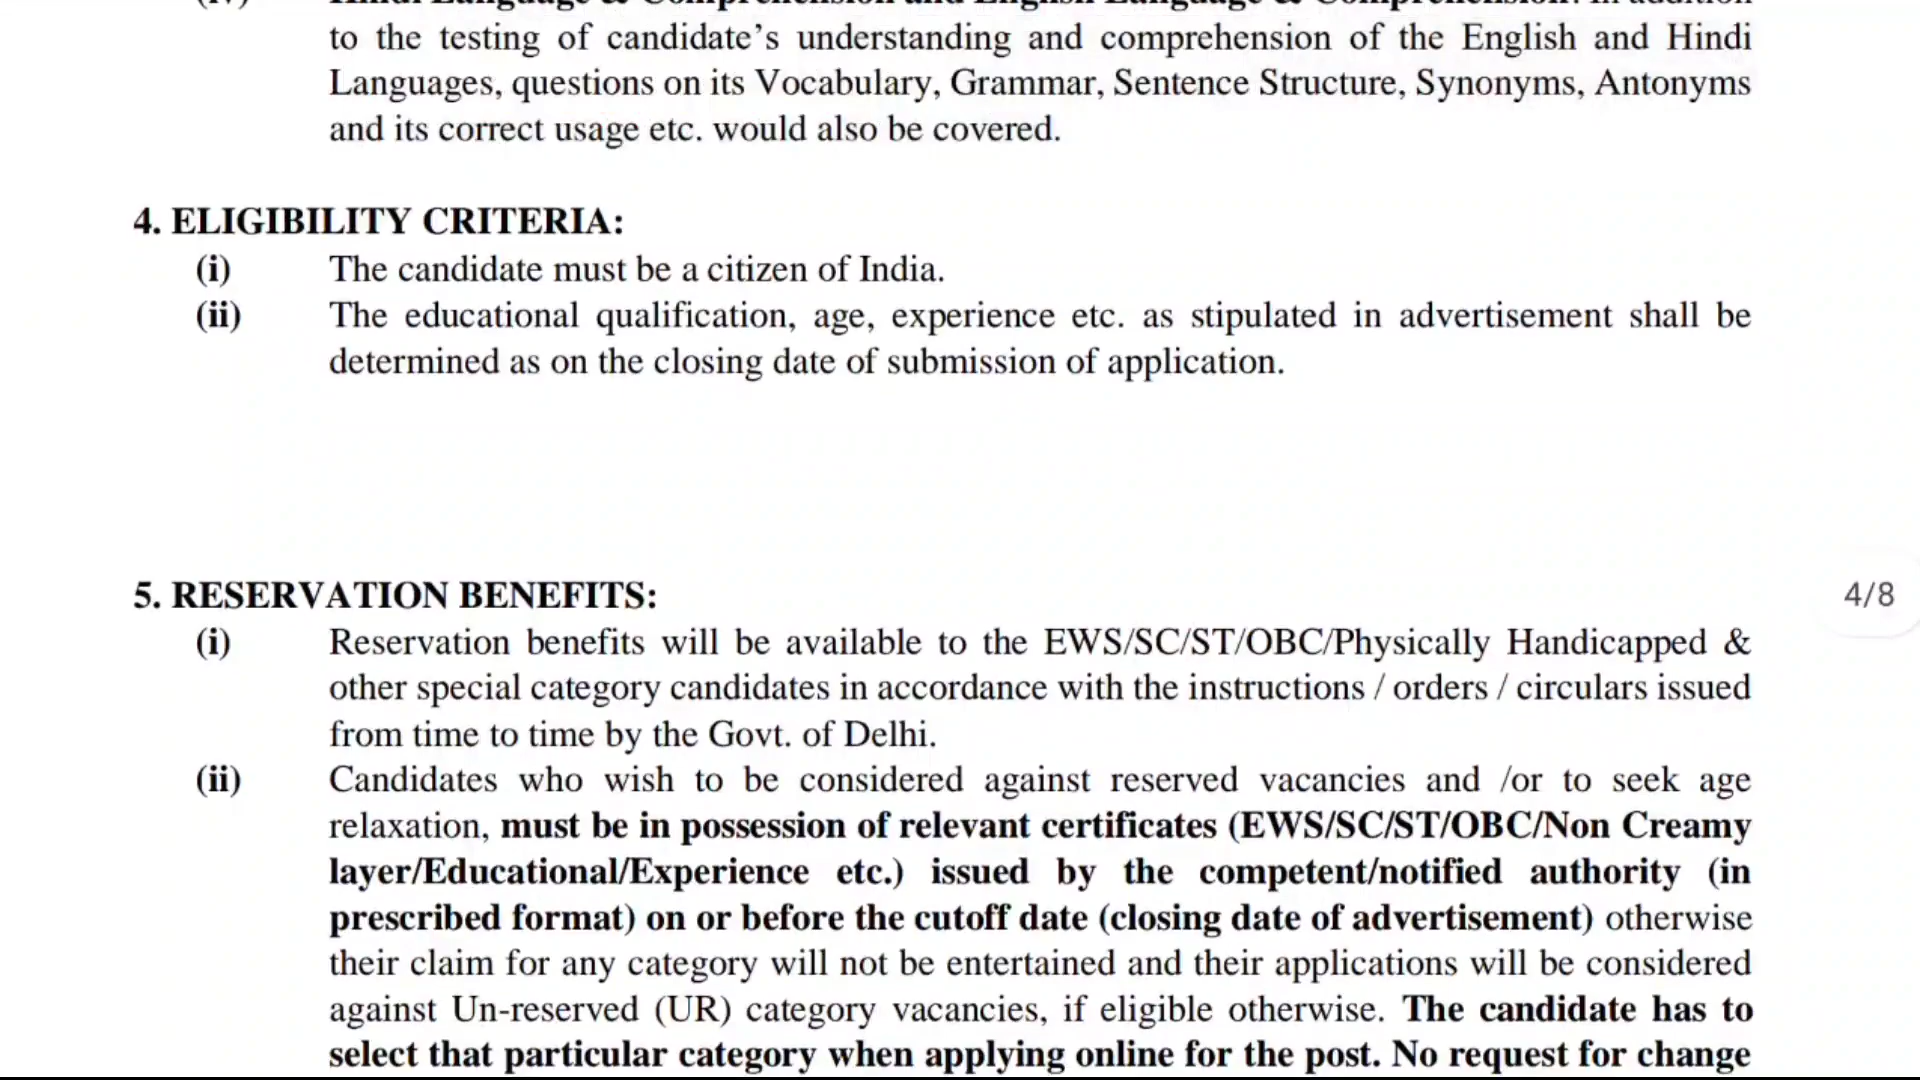 to the testing of candidate’s understanding and comprehension of the English and Hindi
Languages, questions on its Vocabulary, Grammar, Sentence Structure, Synonyms, Antonyms
and its correct usage etc. would also be covered.
4. ELIGIBILITY CRITERIA:
(i) The candidate must be a citizen of India.
(ii) The educational qualification, age, experience etc. as stipulated in advertisement shall be
determined as on the closing date of submission of application.
5. RESERVATION BENEFITS:
4/8
(i) Reservation benefits will be available to the EWS/SC/ST/OBC/Physically Handicapped &
other special category candidates in accordance with the instructions / orders / circulars issued
from time to time by the Govt. of Delhi.
(ii) Candidates who wish to be considered against reserved vacancies and /or to seek age
relaxation, must be in possession of relevant certificates (EWS/SC/ST/OBC/Non Creamy
layer/Educational/Experience etc.) issued by the competent/notified authority (in
prescribed format) on or before the cutoff date (closing date of advertisement) otherwise
their claim for any category will not be entertained and their applications will be considered
against Un-reserved (UR) category vacancies, if eligible otherwise. The candidate has to
select that particular category when applying online for the post. No request for change